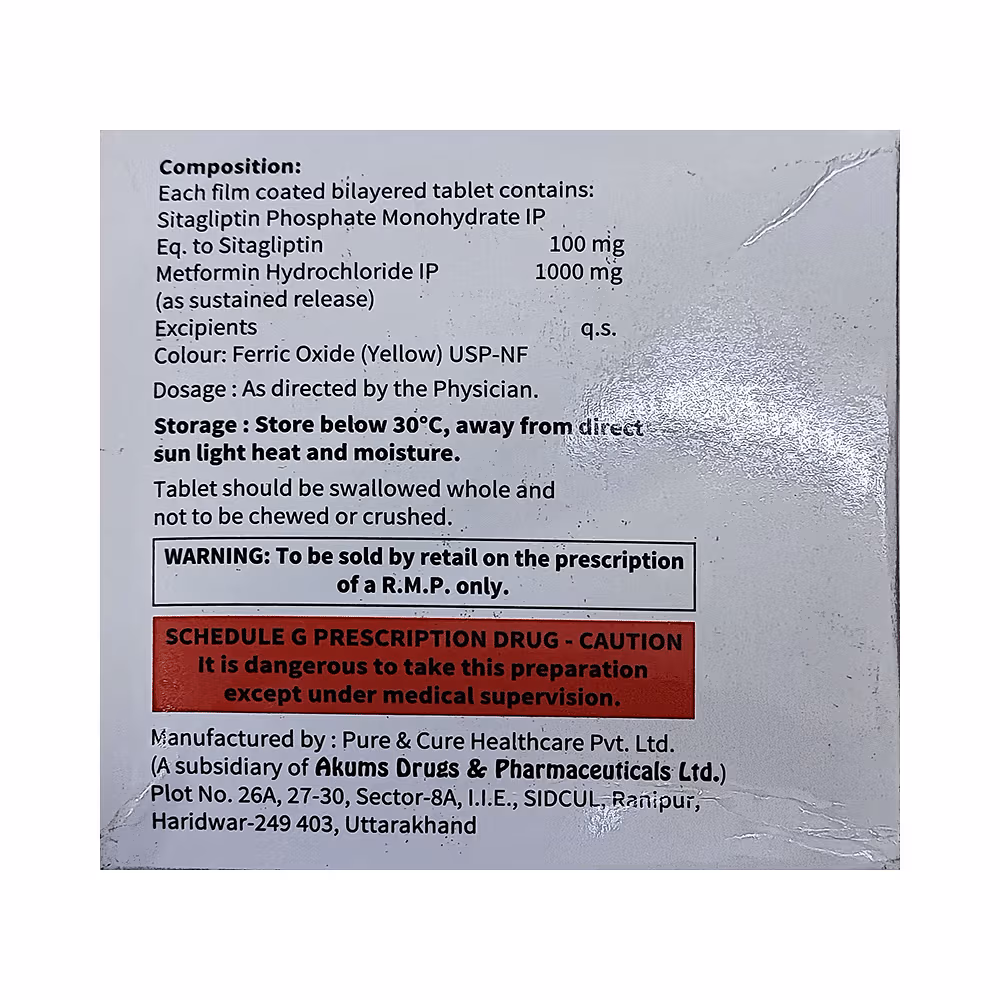 Composition:
Each film coated bilayered tablet contains:
Sitagliptin Phosphate Monohydrate IP
Eq. to Sitagliptin 100 mg
Metformin Hydrochloride IP 1000 mg
(as sustained release)
Excipients q.s.
Colour: Ferric Oxide (Yellow) USP-NF
Dosage : As directed by the Physician.
Storage : Store below 30°C, away from direct
sun light heat and moisture.
Tablet should be swallowed whole and
not to be chewed or crushed.
WARNING: To be sold by retail on the prescription
of a R.M.P. only.
SCHEDULE G PRESCRIPTION DRUG - CAUTION
It is dangerous to take this preparation
except under medical supervision.
Manufactured by : Pure & Cure Healthcare Pvt. Ltd.
(A subsidiary of Akums Drugs & Pharmaceuticals Ltd.)
Plot No. 26A, 27-30, Sector-8A, I.I.E., SIDCUL, Ranipur,
Haridwar-249 403, Uttarakhand